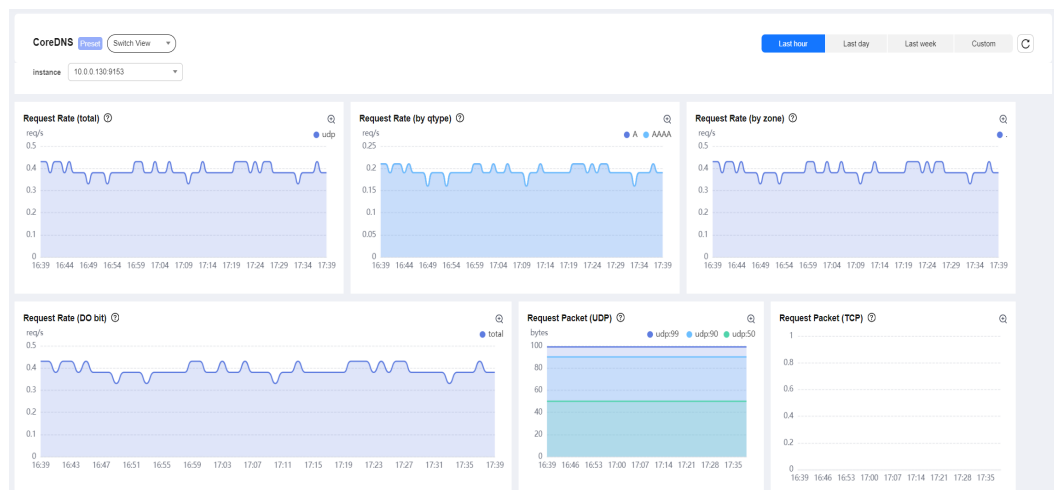 CoreDNS Preset Switch View
Last hour Last day Last week Custom
instance 10.0.0.130:9153
Request Rate (total)
req/s
udp
0.5
0.4
0.3
0.2
0.1
0
16:39 16:44 16:49 16:54 16:59 17:04 17:09 17:14 17:19 17:24 17:29 17:34 17:39
Request Rate (by qtype)
req/s
A AAAA
0.25
0.2
0.15
0.1
0.05
0
16:39 16:44 16:49 16:54 16:59 17:04 17:09 17:14 17:19 17:24 17:29 17:34 17:39
Request Rate (by zone)
req/s
.
0.5
0.4
0.3
0.2
0.1
0
16:39 16:44 16:49 16:54 16:59 17:04 17:09 17:14 17:19 17:24 17:29 17:34 17:39
Request Rate (DO bit)
req/s
total
0.5
0.4
0.3
0.2
0.1
0
16:39 16:43 16:47 16:51 16:55 16:59 17:03 17:07 17:11 17:15 17:19 17:23 17:27 17:31 17:35 17:39
Request Packet (UDP)
bytes
udp:99 udp:90 udp:50
100
80
60
40
20
0
16:39 16:46 16:53 17:00 17:07 17:14 17:21 17:28 17:35
Request Packet (TCP)
1
0.8
0.6
0.4
0.2
0
16:39 16:46 16:53 17:00 17:07 17:14 17:21 17:28 17:35